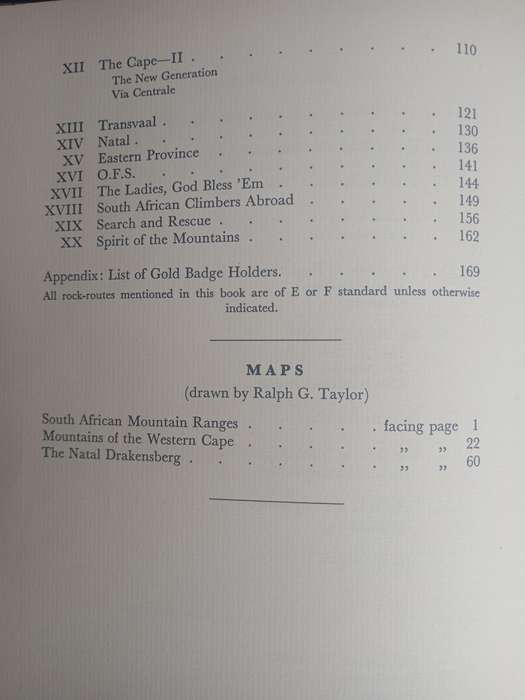 XII The Cape—II . . . . . . . . . 110
The New Generation
Via Centrale
XIII Transvaal . . . . . . . . . . 121
XIV Natal . . . . . . . . . . . 130
XV Eastern Province . . . . . . . . 136
XVI O.F.S. . . . . . . . . . . 141
XVII The Ladies, God Bless 'Em . . . . . . 144
XVIII South African Climbers Abroad . . . . . 149
XIX Search and Rescue . . . . . . . . 156
XX Spirit of the Mountains . . . . . . . 162
Appendix: List of Gold Badge Holders. . . . . . 169
All rock-routes mentioned in this book are of E or F standard unless otherwise
indicated.
MAPS
(drawn by Ralph G. Taylor)
South African Mountain Ranges . . . . . facing page 1
Mountains of the Western Cape . . . . . ,, ,, 22
The Natal Drakensberg . . . . . . . ,, ,, 60